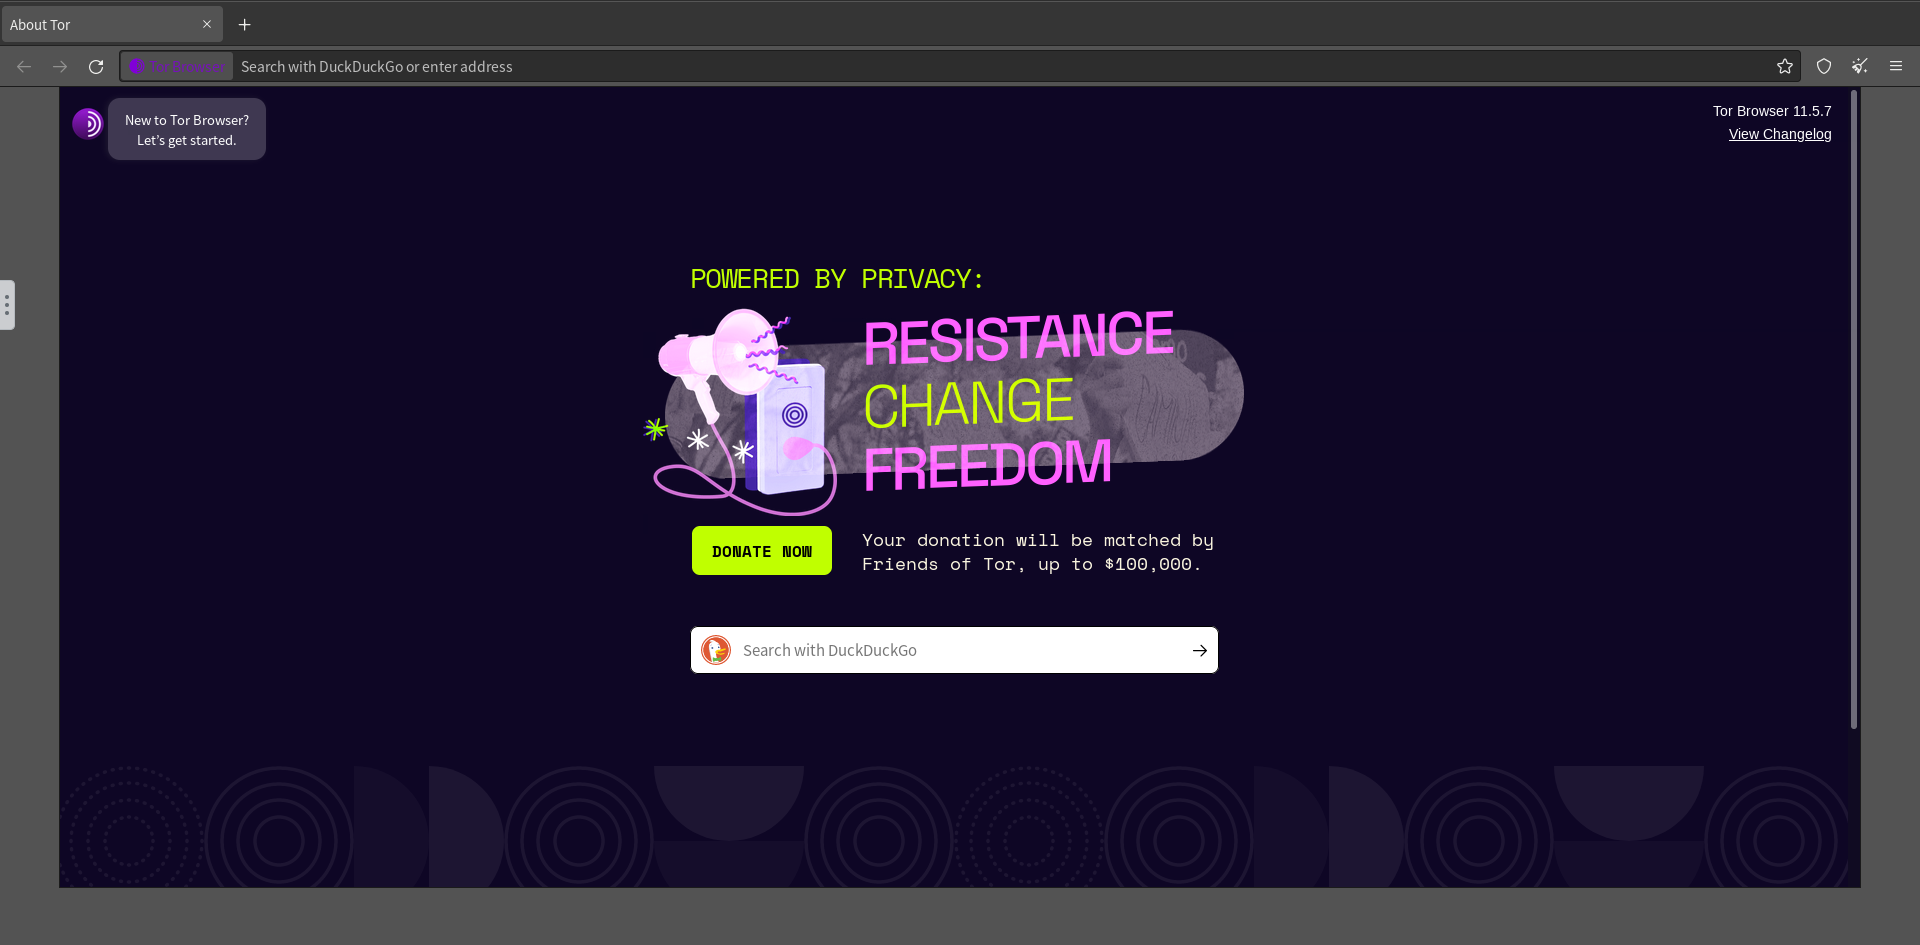 About Tor
Tor Browser
Search with DuckDuckGo or enter address
New to Tor Browser?
Let's get started.
Tor Browser 11.5.7
View Changelog
POWERED BY PRIVACY:
RESISTANCE
CHANGE
FREEDOM
DONATE NOW
Your donation will be matched by
Friends of Tor, up to $100,000.
Search with DuckDuckGo